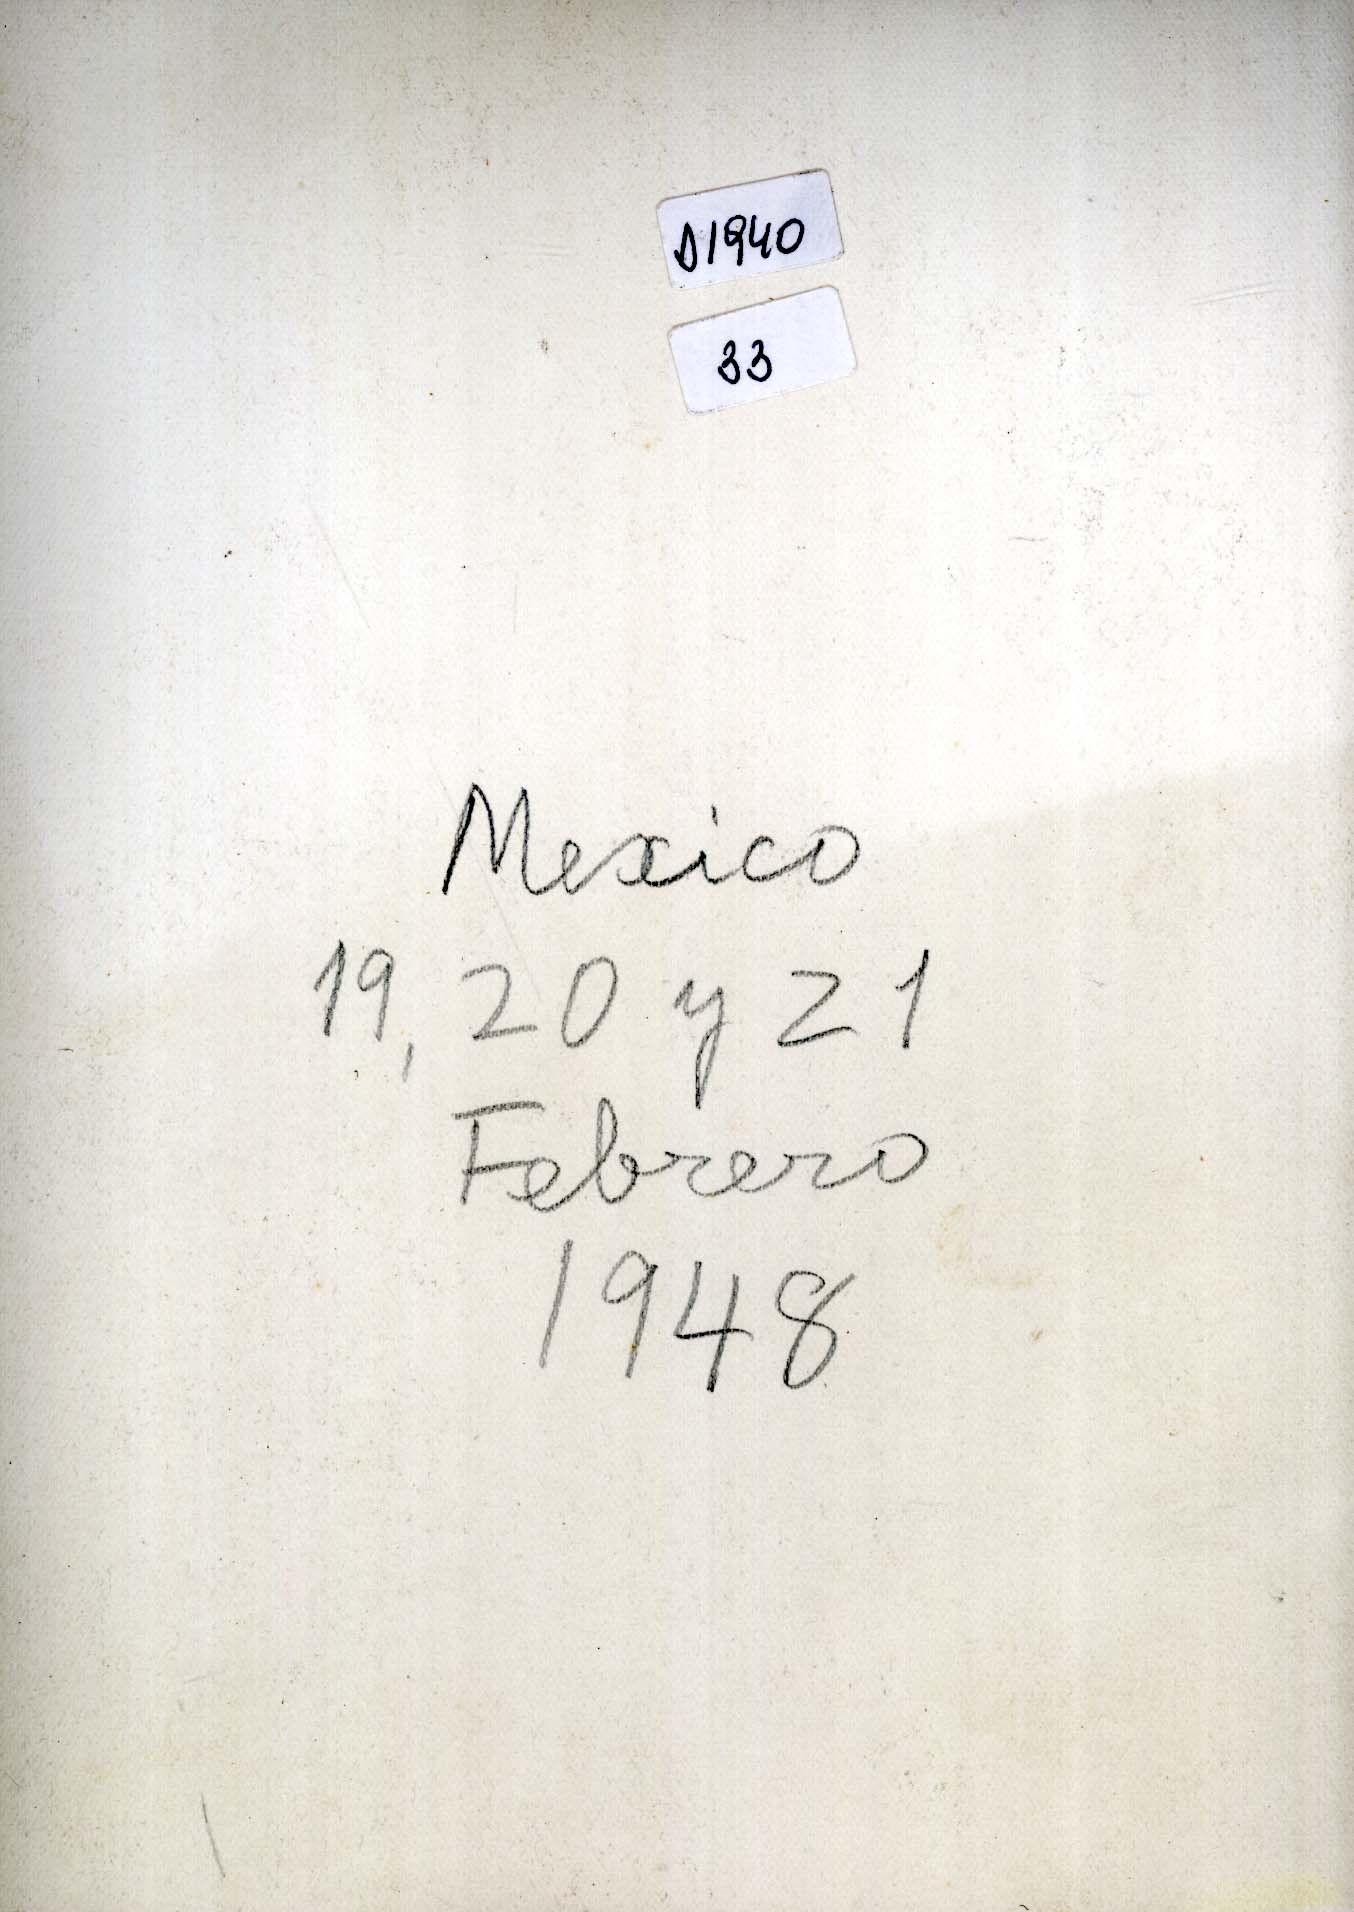 D1940
33
Mexico
19, 20 y 21
Febrero
1948